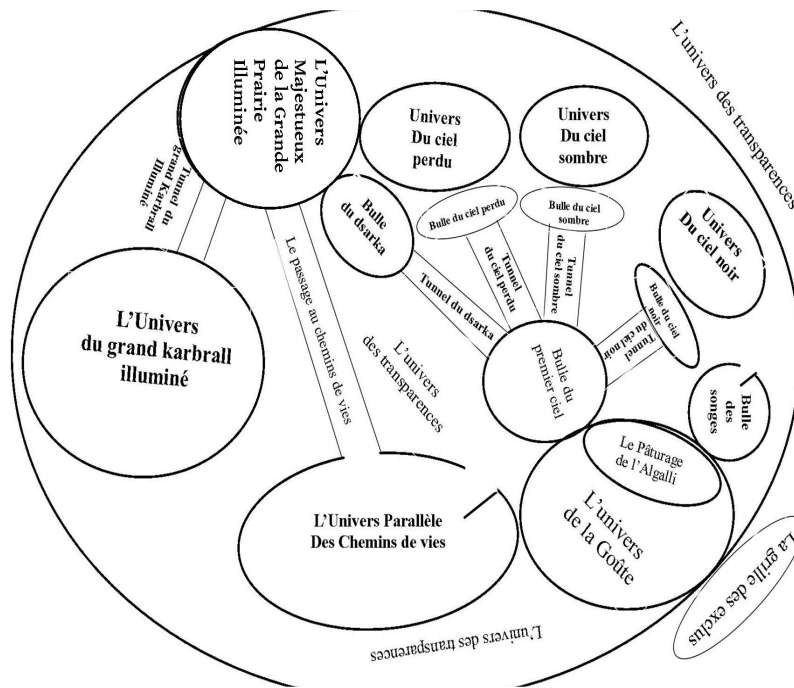 L'Univers
Majestueux
de la Grande
Prairie
Illuminée
Univers
Du ciel
perdu
Univers
Du ciel
sombre
L'univers des transparences
Tunnel du
grand Karbrall
Illuminé
Bulle
du dsarka
Bulle du ciel perdu
Bulle du ciel
sombre
Univers
Du ciel noir
Tunnel du dsarka
Tunnel
du ciel perdu
Tunnel
du ciel sombre
Bulle du ciel
noir
Tunnel
du ciel noir
L'Univers
du grand karbrall
illuminé
Le passage au chemins de vies
L'univers
des transparences
Bulle du
premier ciel
Bulle
des
songes
Le Pâturage
de l'Algalli
L'univers
de la Goûte
L'Univers Parallèle
Des Chemins de vies
La grille des exclus
L'univers des transparences